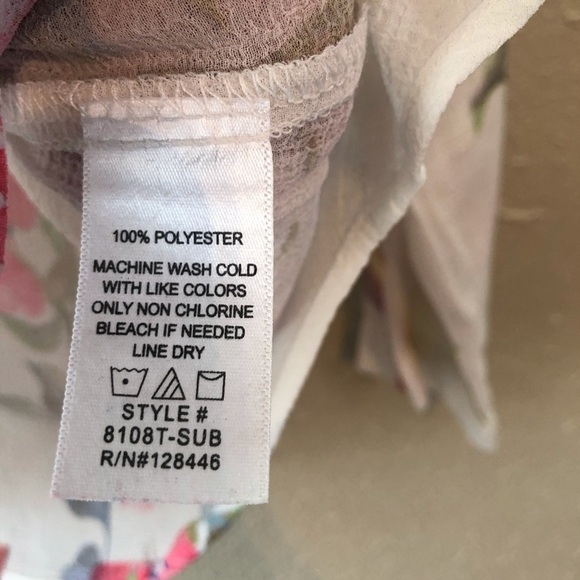 100% POLYESTER
MACHINE WASH COLD
WITH LIKE COLORS
ONLY NON CHLORINE
BLEACH IF NEEDED
LINE DRY
STYLE #
8108T-SUB
R/N#128446